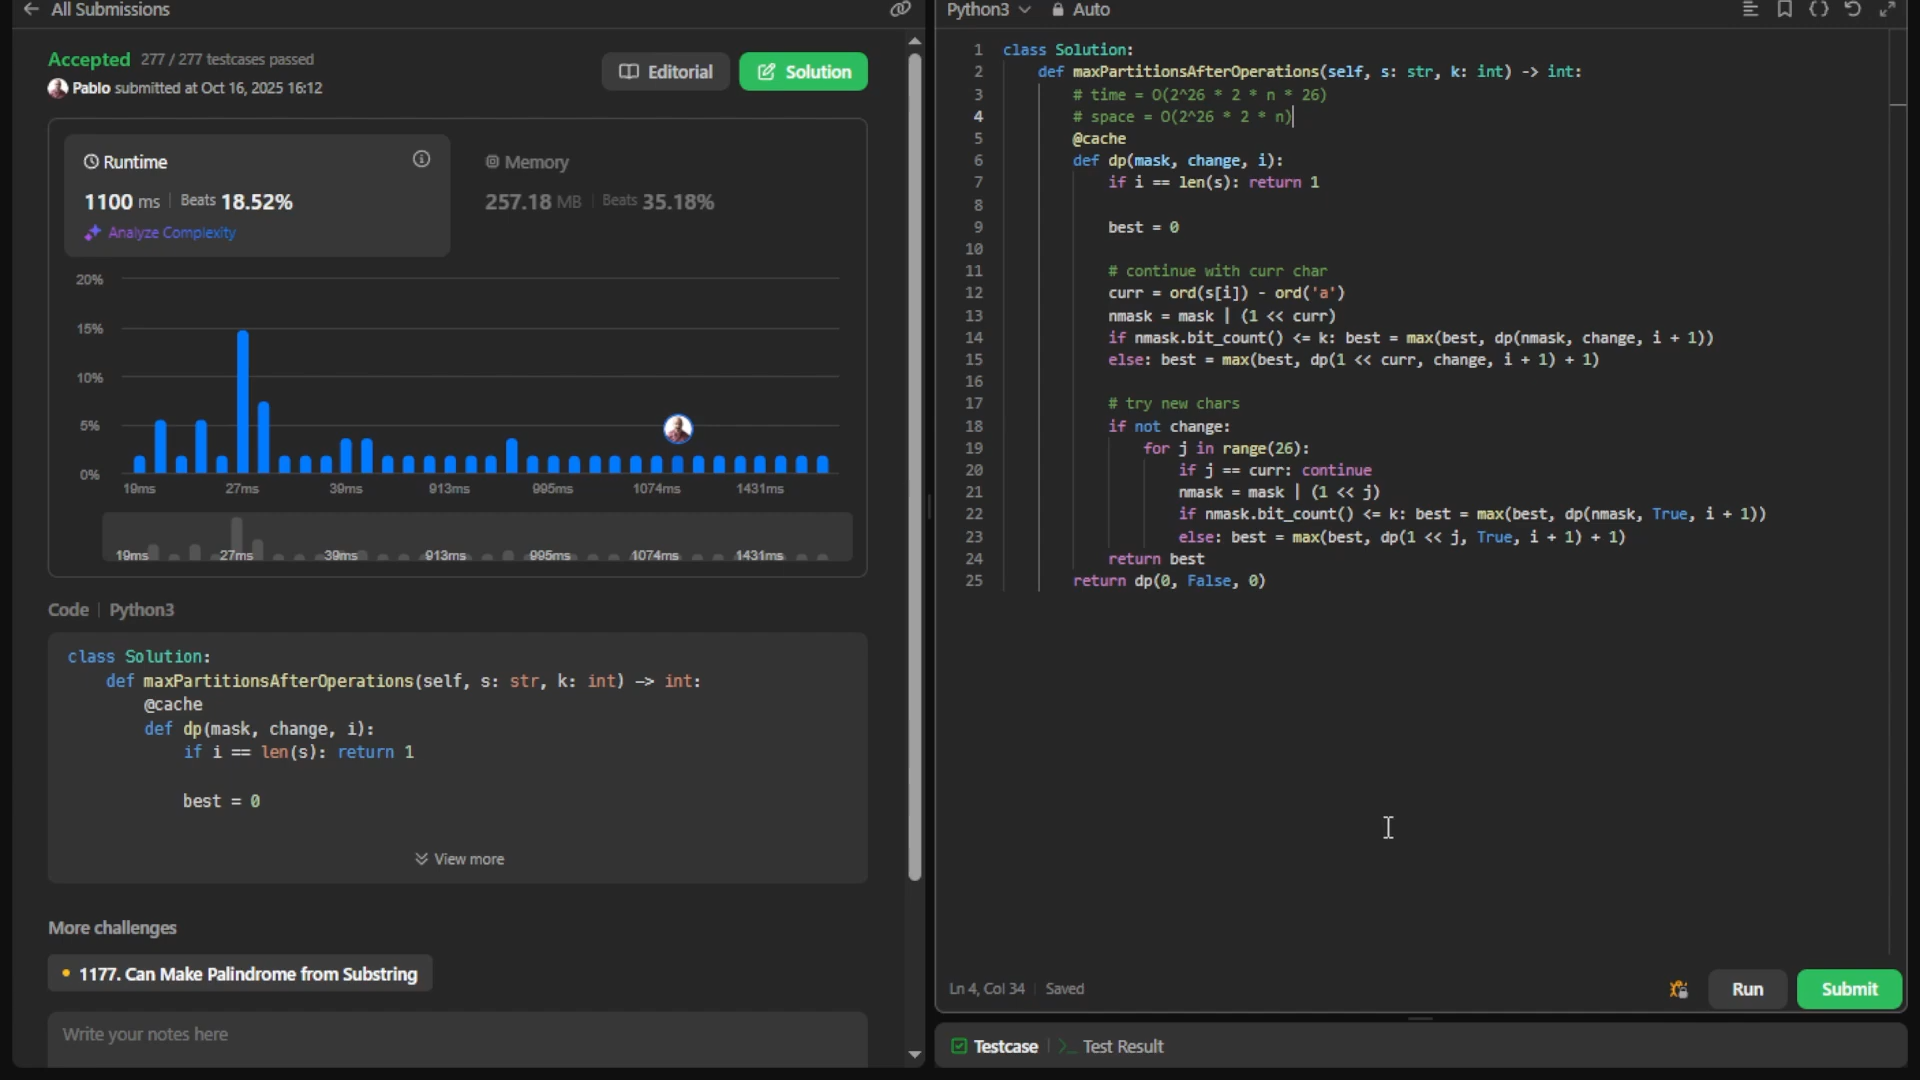 All Submissions
Accepted 277 / 277 testcases passed
Pablo submitted at Oct 16, 2025 16:12
Editorial
Solution
Runtime
1100 ms | Beats 18.52%
Analyze Complexity
Memory
257.18 MB | Beats 35.18%
20%
15%
10%
5%
0%
19ms 27ms 39ms 913ms 995ms 1074ms 1431ms
19ms 27ms 39ms 913ms 995ms 1074ms 1431ms
Code | Python3
class Solution:
    def maxPartitionsAfterOperations(self, s: str, k: int) -> int:
        @cache
        def dp(mask, change, i):
            if i == len(s): return 1
            best = 0
View more
More challenges
1177. Can Make Palindrome from Substring
Write your notes here
Python3 Auto
1 class Solution:
2     def maxPartitionsAfterOperations(self, s: str, k: int) -> int:
3         # time = O(2^26 * 2 * n * 26)
4         # space = O(2^26 * 2 * n)
5         @cache
6         def dp(mask, change, i):
7             if i == len(s): return 1
8
9             best = 0
10
11             # continue with curr char
12             curr = ord(s[i]) - ord('a')
13             nmask = mask | (1 << curr)
14             if nmask.bit_count() <= k: best = max(best, dp(nmask, change, i + 1))
15             else: best = max(best, dp(1 << curr, change, i + 1) + 1)
16
17             # try new chars
18             if not change:
19                 for j in range(26):
20                     if j == curr: continue
21                     nmask = mask | (1 << j)
22                     if nmask.bit_count() <= k: best = max(best, dp(nmask, True, i + 1))
23                     else: best = max(best, dp(1 << j, True, i + 1) + 1)
24             return best
25         return dp(0, False, 0)
Ln 4, Col 34 | Saved
Run
Submit
Testcase | Test Result